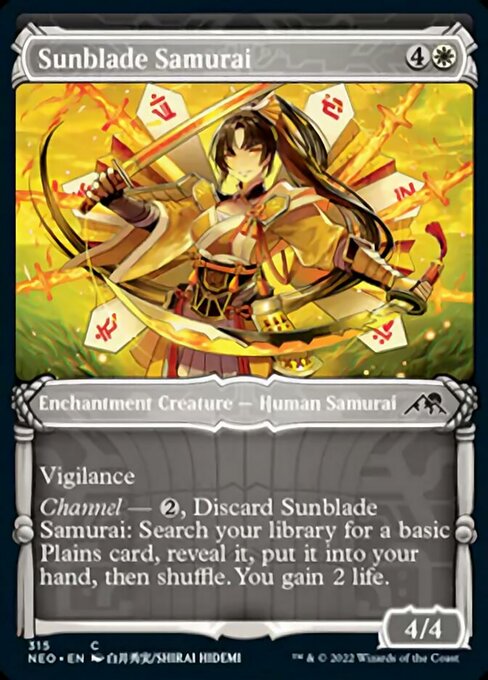 Sunblade Samurai 4
Enchantment Creature — Human Samurai
Vigilance
Channel — 2, Discard Sunblade
Samurai: Search your library for a basic
Plains card, reveal it, put it into your
hand, then shuffle. You gain 2 life.
4/4
315 C
NEO • EN 白井秀実/SHIRAI HIDEMI
™ & © 2022 Wizards of the Coast